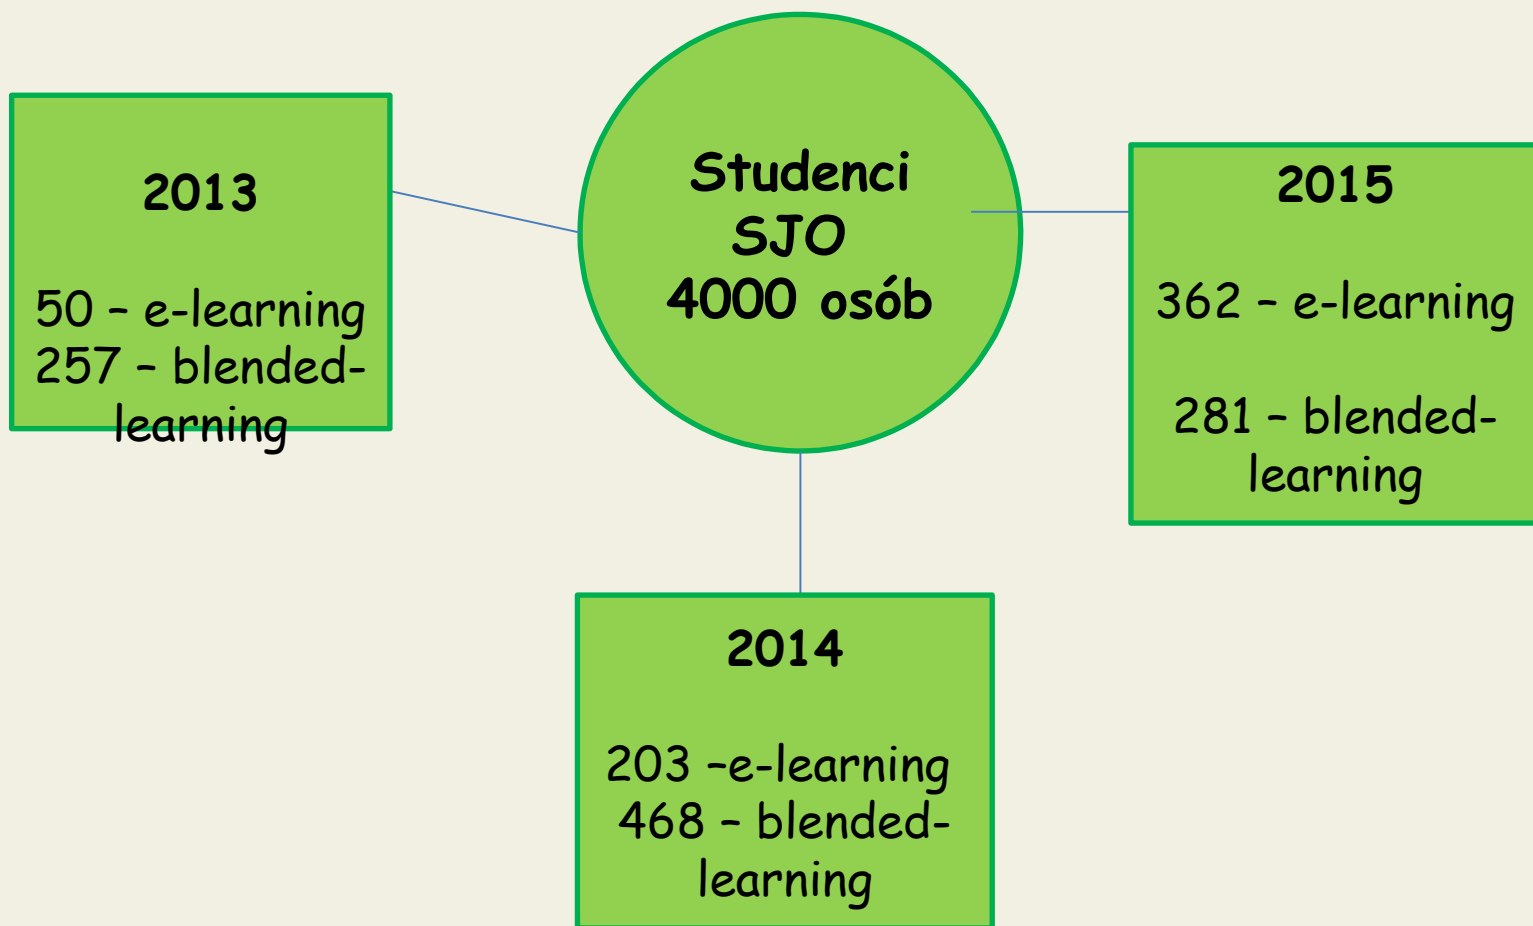 Studenci
SJO
4000 osób
2013
50 – e-learning
257 – blended-
learning
2014
203 –e-learning
468 – blended-
learning
2015
362 – e-learning
281 – blended-
learning